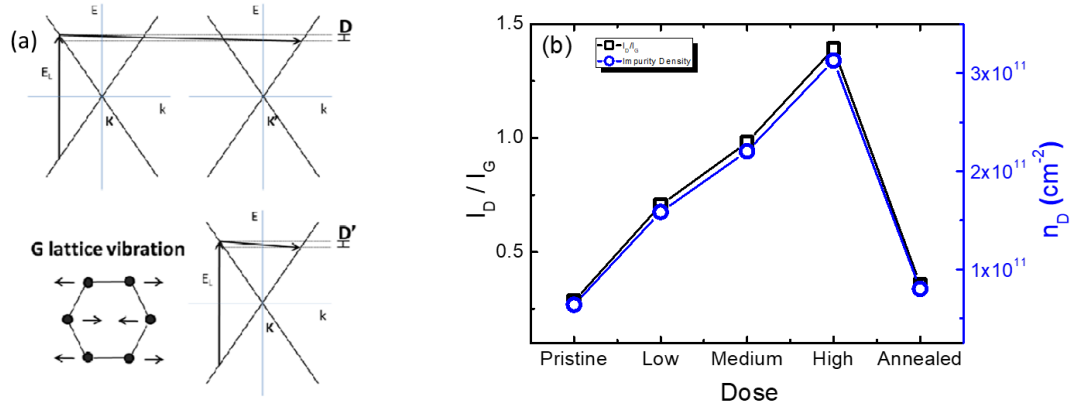 (a)
E
E
D
E_L
k
k
K
K'
E
D'
G lattice vibration
E_L
k
K
(b)
1.5
1.0
0.5
I_D / I_G
I_D/I_G
Impurity Density
3x10^11
2x10^11
1x10^11
n_D (cm^-2)
Pristine Low Medium High Annealed
Dose